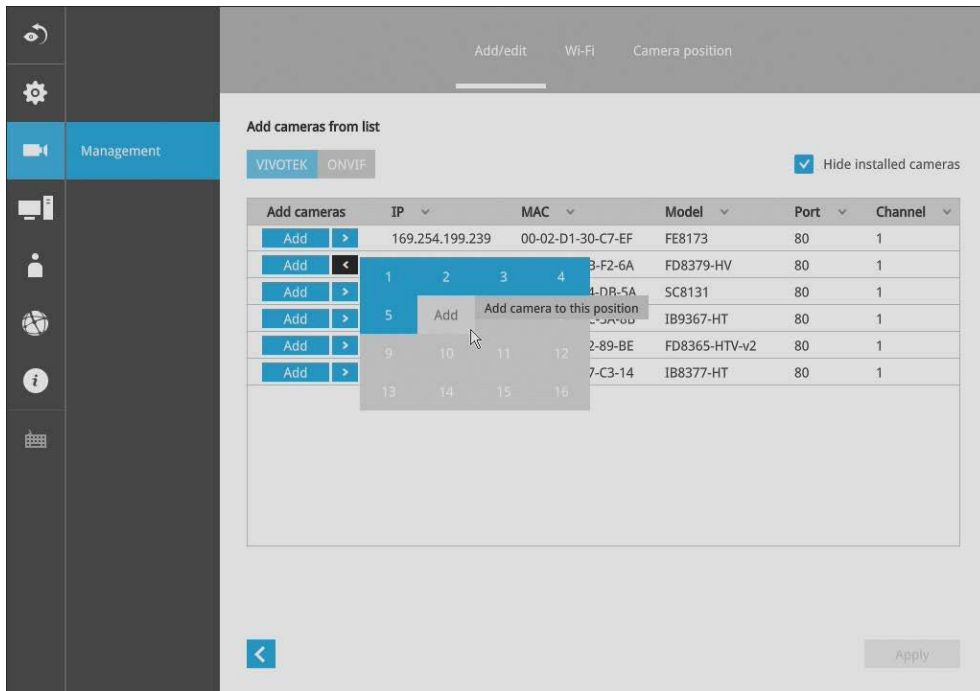 Add/edit Wi-Fi Camera position
Management
Add cameras from list
VIVOTEK ONVIF
Hide installed cameras
Add cameras IP MAC Model Port Channel
Add > 169.254.199.239 00-02-D1-30-C7-EF FE8173 80 1
Add < 3-F2-6A FD8379-HV 80 1
Add > 4-DB-5A SC8131 80 1
Add > IB9367-HT 80 1
Add > 2-89-BE FD8365-HTV-v2 80 1
Add > 7-C3-14 IB8377-HT 80 1
1 2 3 4
5 Add
Add camera to this position
9 10 11 12
13 14 15 16
Apply